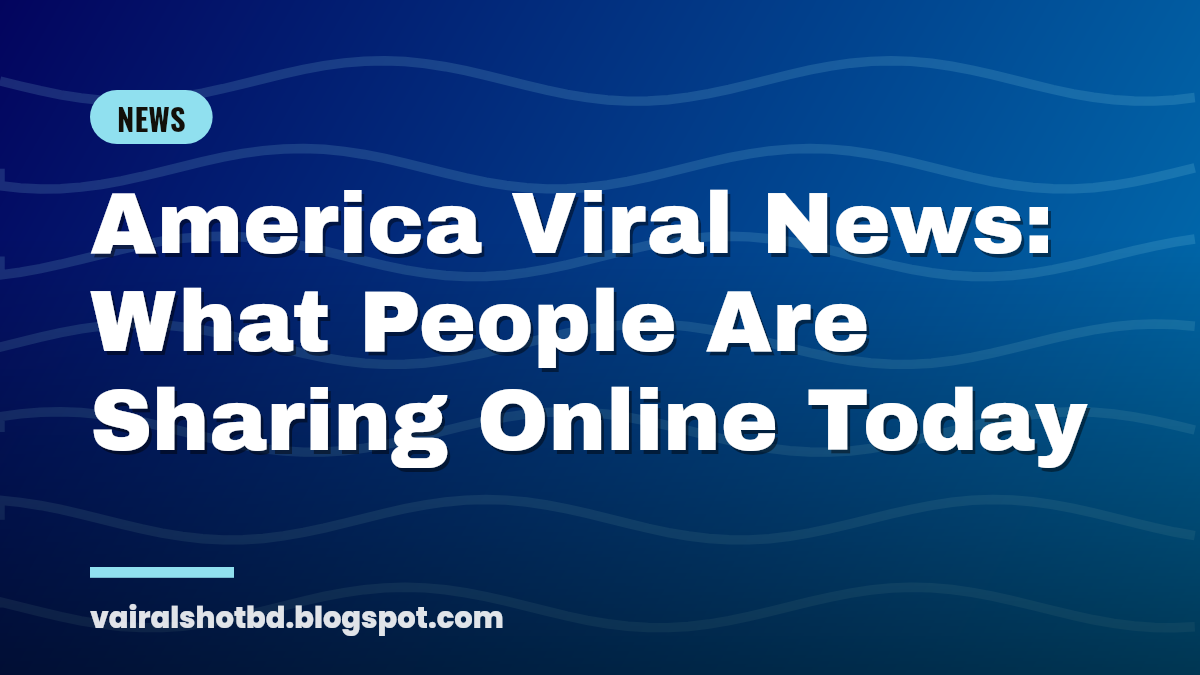 NEWS
America Viral News:
What People Are
Sharing Online Today
vairalshotbd.blogspot.com